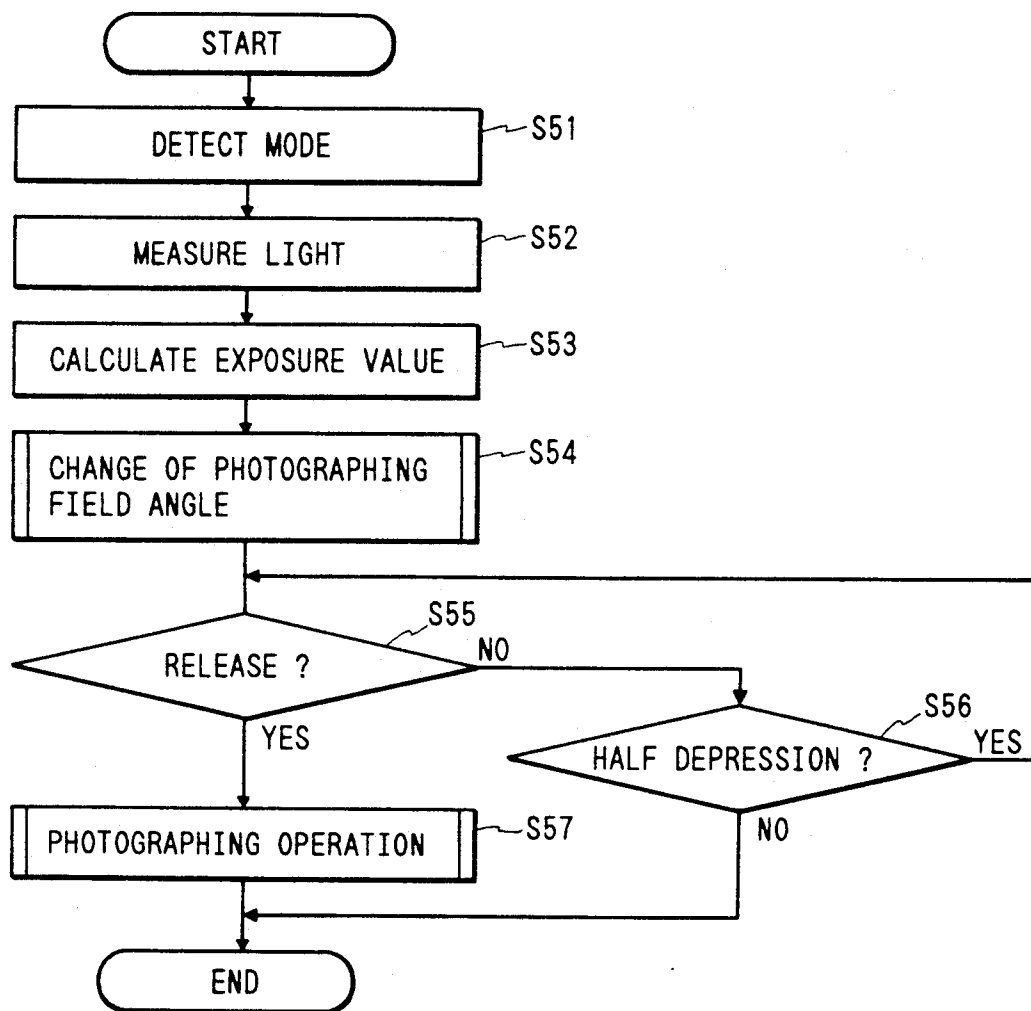 START
DETECT MODE
S51
MEASURE LIGHT
S52
CALCULATE EXPOSURE VALUE
S53
CHANGE OF PHOTOGRAPHING
FIELD ANGLE
S54
S55
RELEASE ?
NO
YES
S56
HALF DEPRESSION ?
YES
NO
PHOTOGRAPHING OPERATION
S57
END